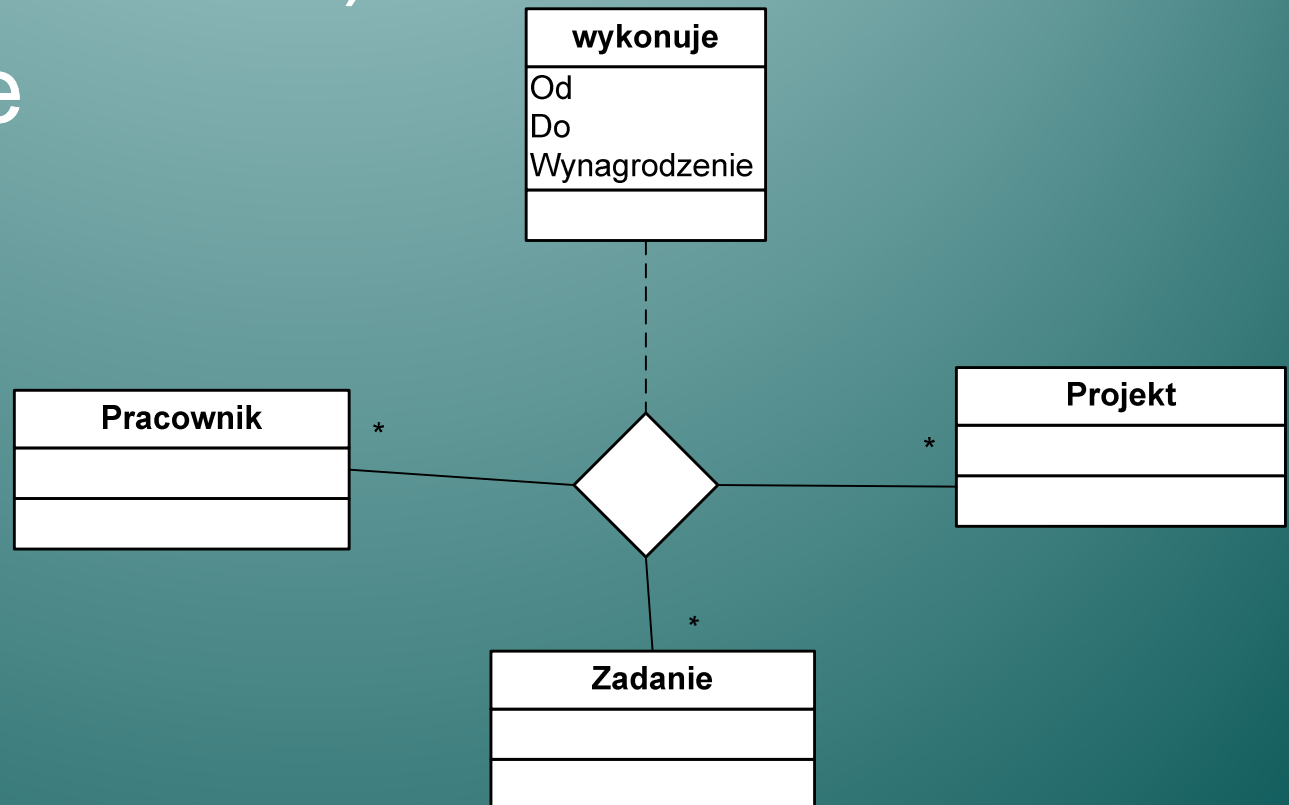 wykonuje
Od
Do
Wynagrodzenie
Pracownik
*
*
Projekt
*
Zadanie